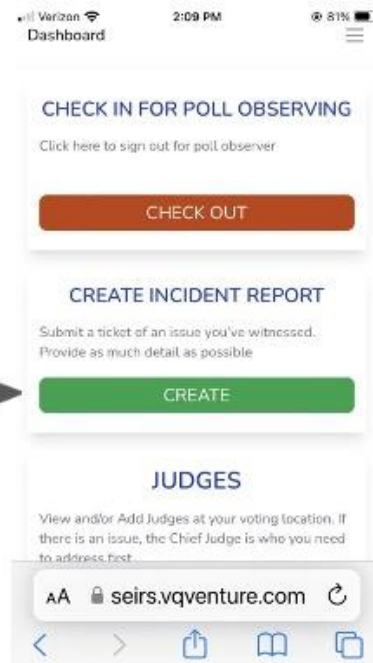 Verizon 2:09 PM 81%
Dashboard
CHECK IN FOR POLL OBSERVING
Click here to sign out for poll observer
CHECK OUT
CREATE INCIDENT REPORT
Submit a ticket of an issue you've witnessed.
Provide as much detail as possible
CREATE
JUDGES
View and/or Add Judges at your voting location. If
there is an issue, the Chief Judge is who you need
to address first
AA seirs.vqventure.com